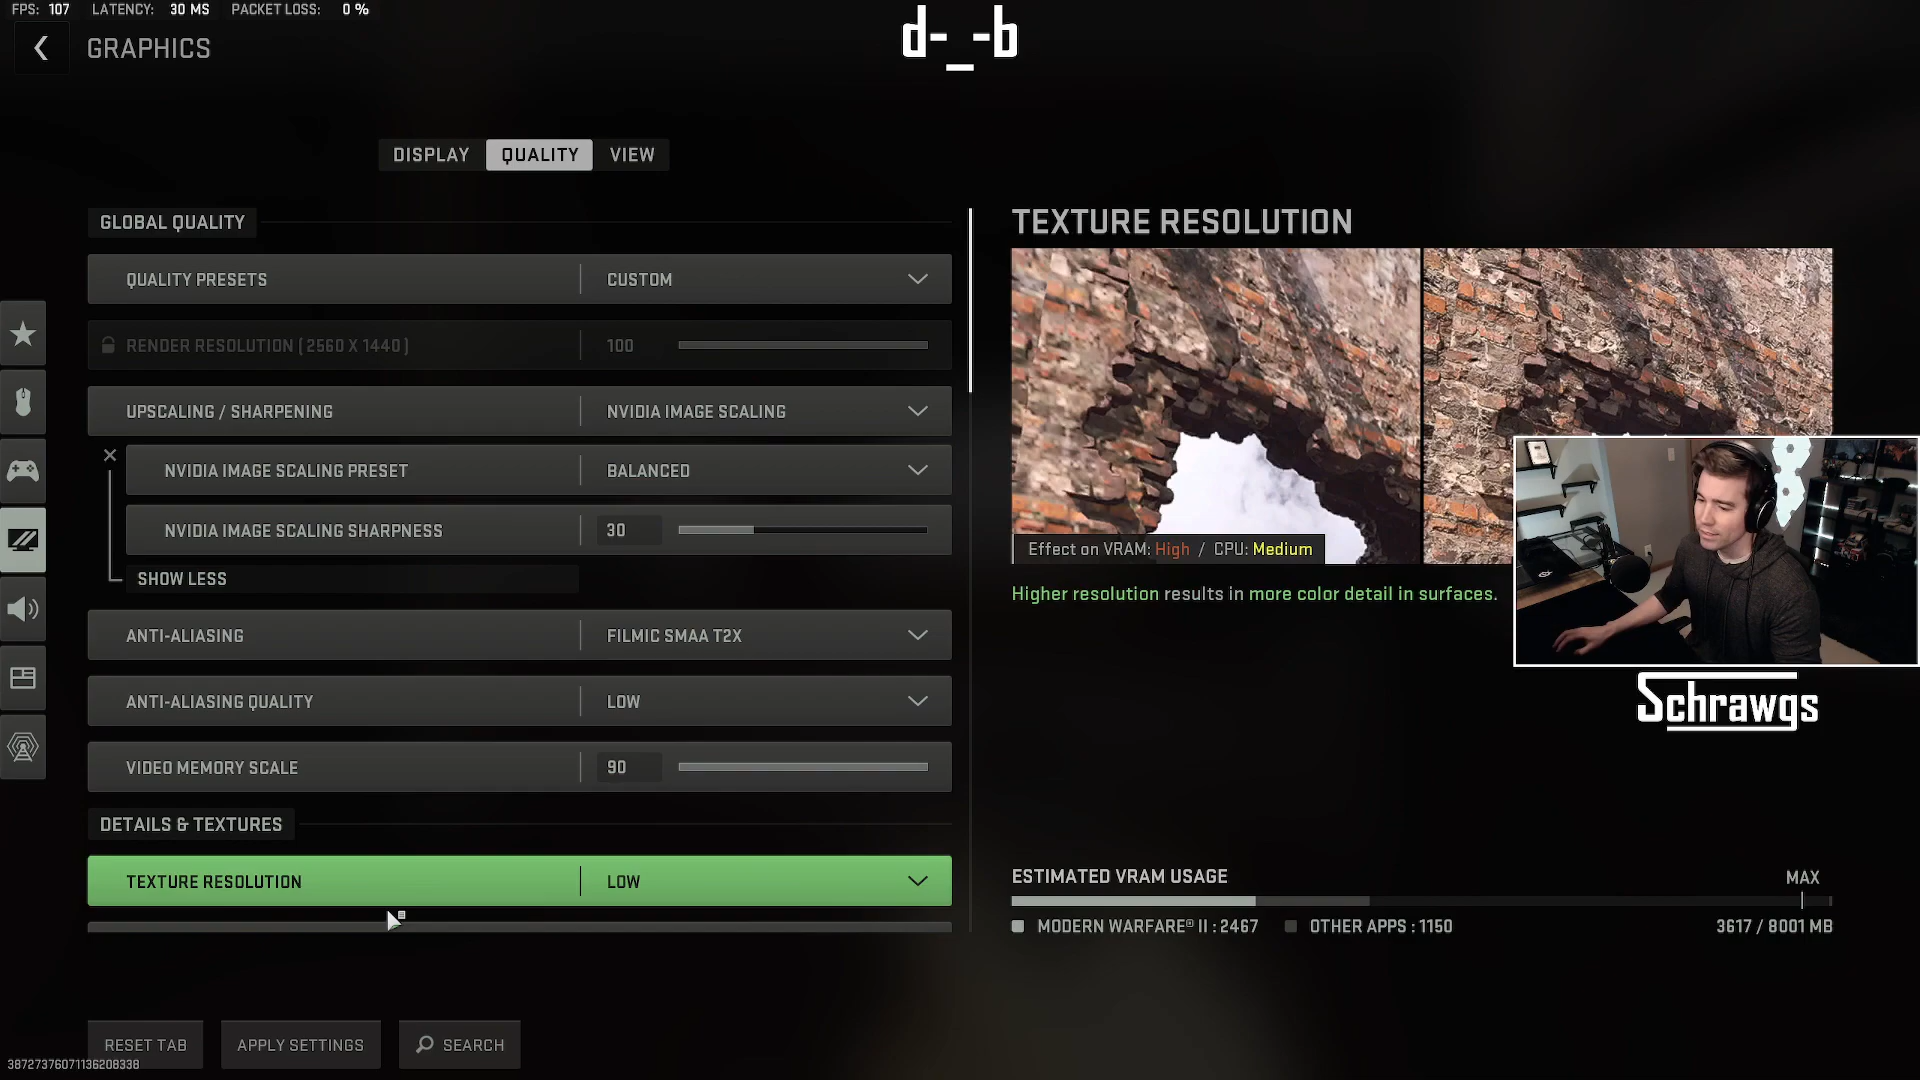 FPS: 107 LATENCY: 30 MS PACKET LOSS: 0 %
GRAPHICS
d-_-b
DISPLAY QUALITY VIEW
GLOBAL QUALITY
QUALITY PRESETS CUSTOM
RENDER RESOLUTION ( 2560 X 1440 ) 100
UPSCALING / SHARPENING NVIDIA IMAGE SCALING
NVIDIA IMAGE SCALING PRESET BALANCED
NVIDIA IMAGE SCALING SHARPNESS 30
SHOW LESS
ANTI-ALIASING FILMIC SMAA T2X
ANTI-ALIASING QUALITY LOW
VIDEO MEMORY SCALE 90
DETAILS & TEXTURES
TEXTURE RESOLUTION LOW
TEXTURE RESOLUTION
Effect on VRAM: High / CPU: Medium
Higher resolution results in more color detail in surfaces.
Schrawgs
ESTIMATED VRAM USAGE MAX
MODERN WARFARE® II : 2467 OTHER APPS : 1150 3617 / 8001 MB
RESET TAB APPLY SETTINGS SEARCH
38727376071136208338